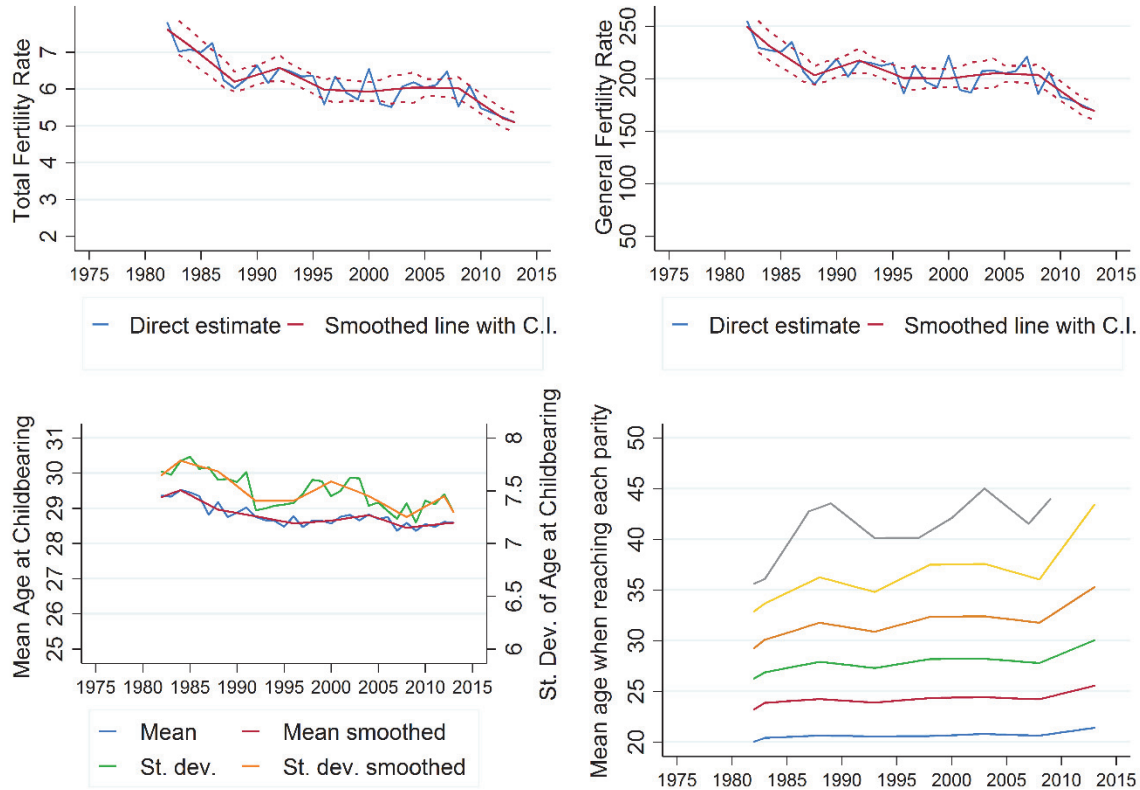 Total Fertility Rate
7
6
5
4
3
2
1975 1980 1985 1990 1995 2000 2005 2010 2015
Direct estimate Smoothed line with C.I.
General Fertility Rate
250
200
150
100
50
1975 1980 1985 1990 1995 2000 2005 2010 2015
Direct estimate Smoothed line with C.I.
Mean Age at Childbearing
31
30
29
28
27
26
25
St. Dev. of Age at Childbearing
8
7.5
7
6.5
6
1975 1980 1985 1990 1995 2000 2005 2010 2015
Mean Mean smoothed
St. dev. St. dev. smoothed
Mean age when reaching each parity
50
45
40
35
30
25
20
1975 1980 1985 1990 1995 2000 2005 2010 2015